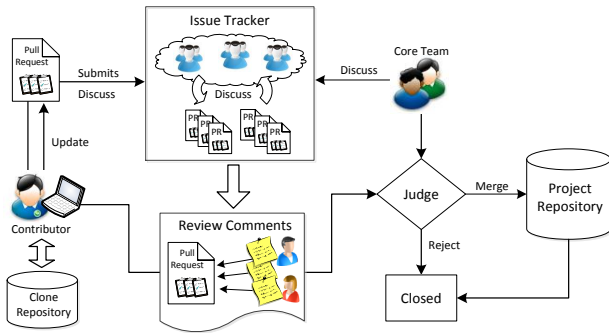 Issue Tracker
Pull
Request
Submits
Discuss
Discuss
PR
PR
PR
PR
PR
PR
Discuss
Core Team
Update
Contributor
Clone
Repository
Review Comments
Pull
Request
Judge
Merge
Project
Repository
Reject
Closed